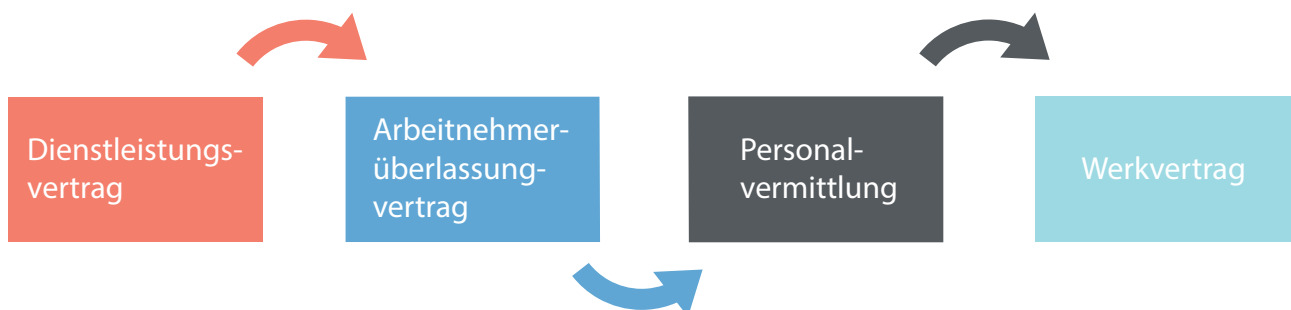 Dienstleistungs-
vertrag
Arbeitnehmer-
überlassung-
vertrag
Personal-
vermittlung
Werkvertrag